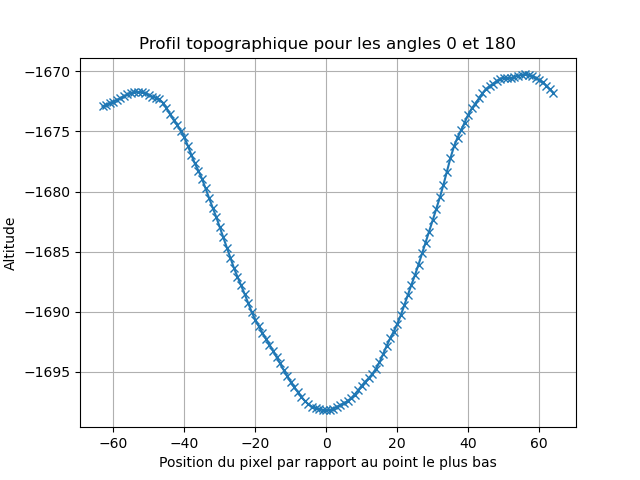 Profil topographique pour les angles 0 et 180
Altitude
−1670
−1675
−1680
−1685
−1690
−1695
−60 −40 −20 0 20 40 60
Position du pixel par rapport au point le plus bas